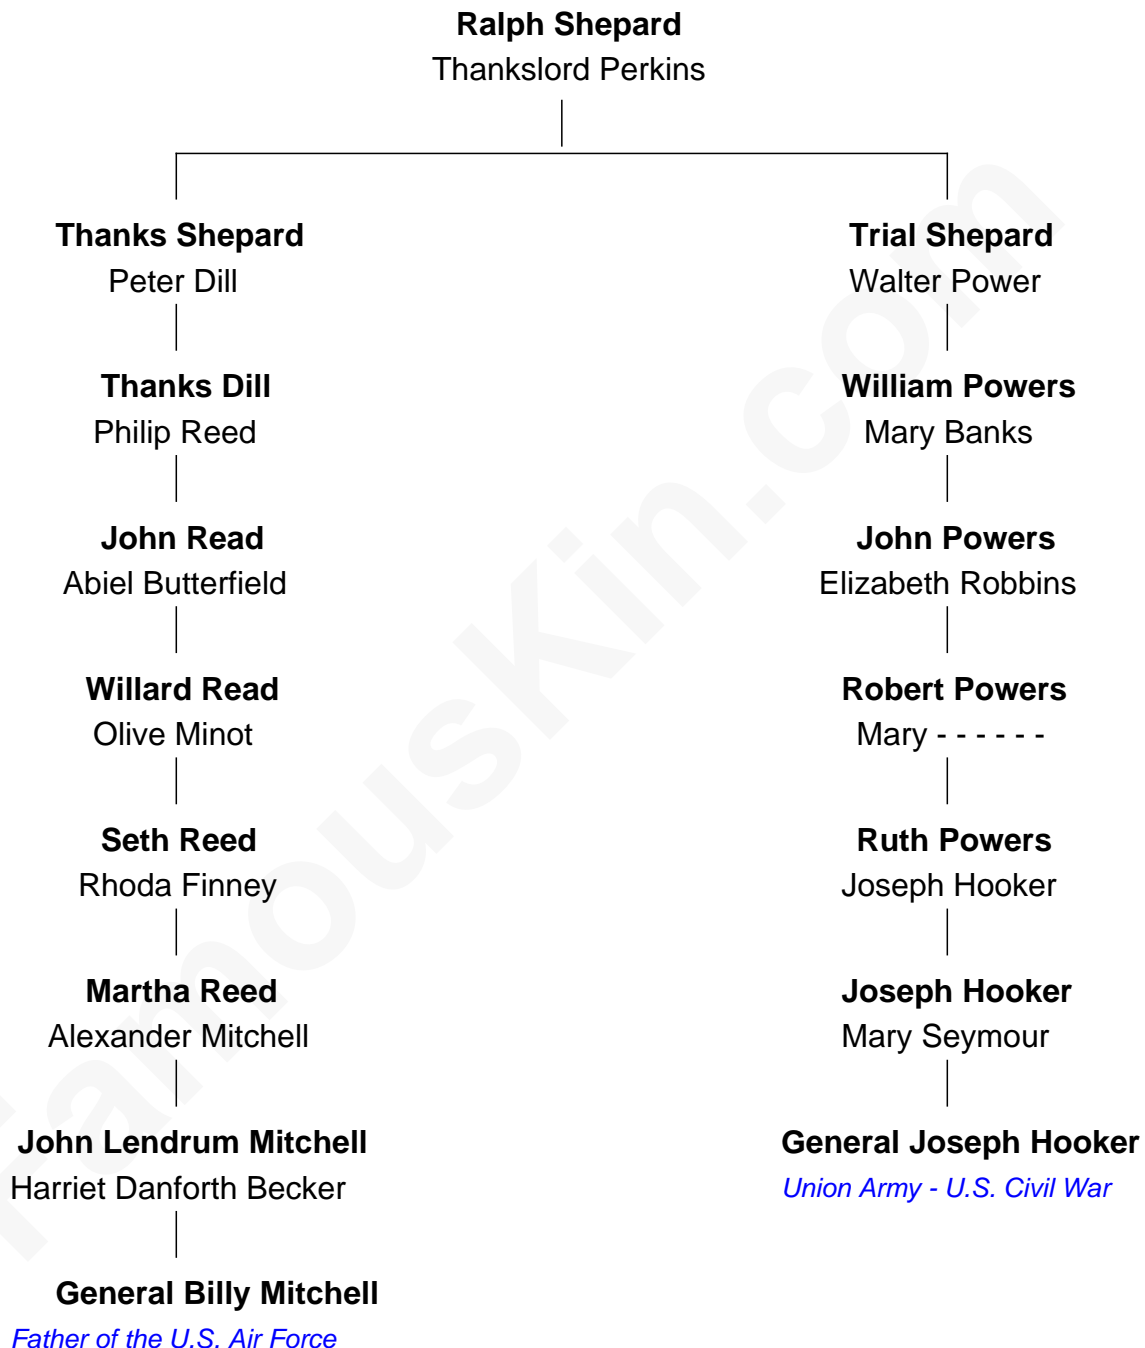 Ralph Shepard
Thankslord Perkins
Thanks Shepard
Peter Dill
Trial Shepard
Walter Power
Thanks Dill
Philip Reed
William Powers
Mary Banks
John Read
Abiel Butterfield
John Powers
Elizabeth Robbins
Willard Read
Olive Minot
Robert Powers
Mary - - - - - -
Seth Reed
Rhoda Finney
Ruth Powers
Joseph Hooker
Martha Reed
Alexander Mitchell
Joseph Hooker
Mary Seymour
John Lendrum Mitchell
Harriet Danforth Becker
General Joseph Hooker
Union Army - U.S. Civil War
General Billy Mitchell
Father of the U.S. Air Force
FamousKin.com